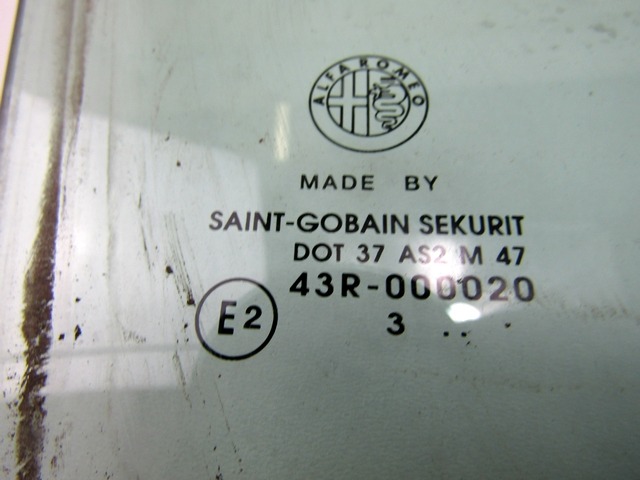 ALFA ROMEO
MADE BY
SAINT-GOBAIN SEKURIT
DOT 37 AS2 M 47
43R-000020
E2
3 ..